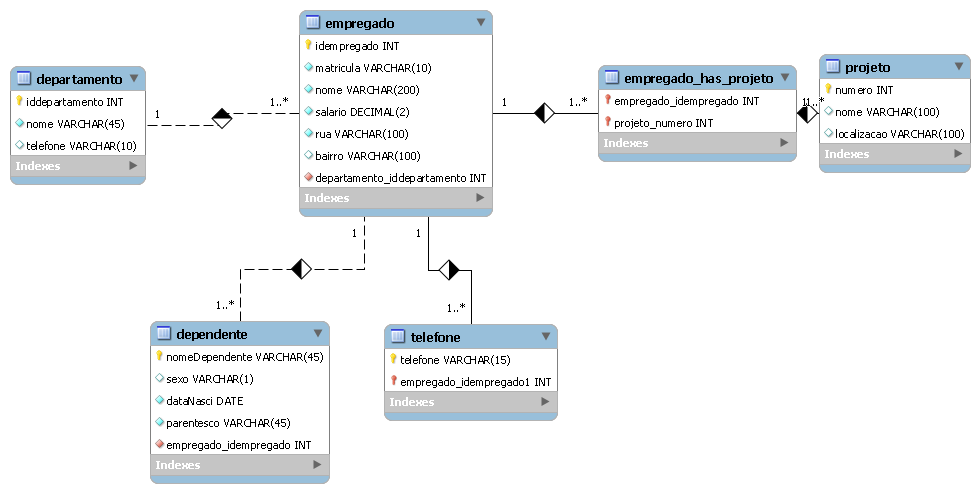 departamento
iddepartamento INT
nome VARCHAR(45)
telefone VARCHAR(10)
Indexes
1
1..*
empregado
idempregado INT
matricula VARCHAR(10)
nome VARCHAR(200)
salario DECIMAL(2)
rua VARCHAR(100)
bairro VARCHAR(100)
departamento_iddepartamento INT
Indexes
1
1..*
empregado_has_projeto
empregado_idempregado INT
projeto_numero INT
Indexes
1..*
projeto
numero INT
nome VARCHAR(100)
localizacao VARCHAR(100)
Indexes
1
1
1..*
1..*
dependente
nomeDependente VARCHAR(45)
sexo VARCHAR(1)
dataNasci DATE
parentesco VARCHAR(45)
empregado_idempregado INT
Indexes
telefone
telefone VARCHAR(15)
empregado_idempregado1 INT
Indexes